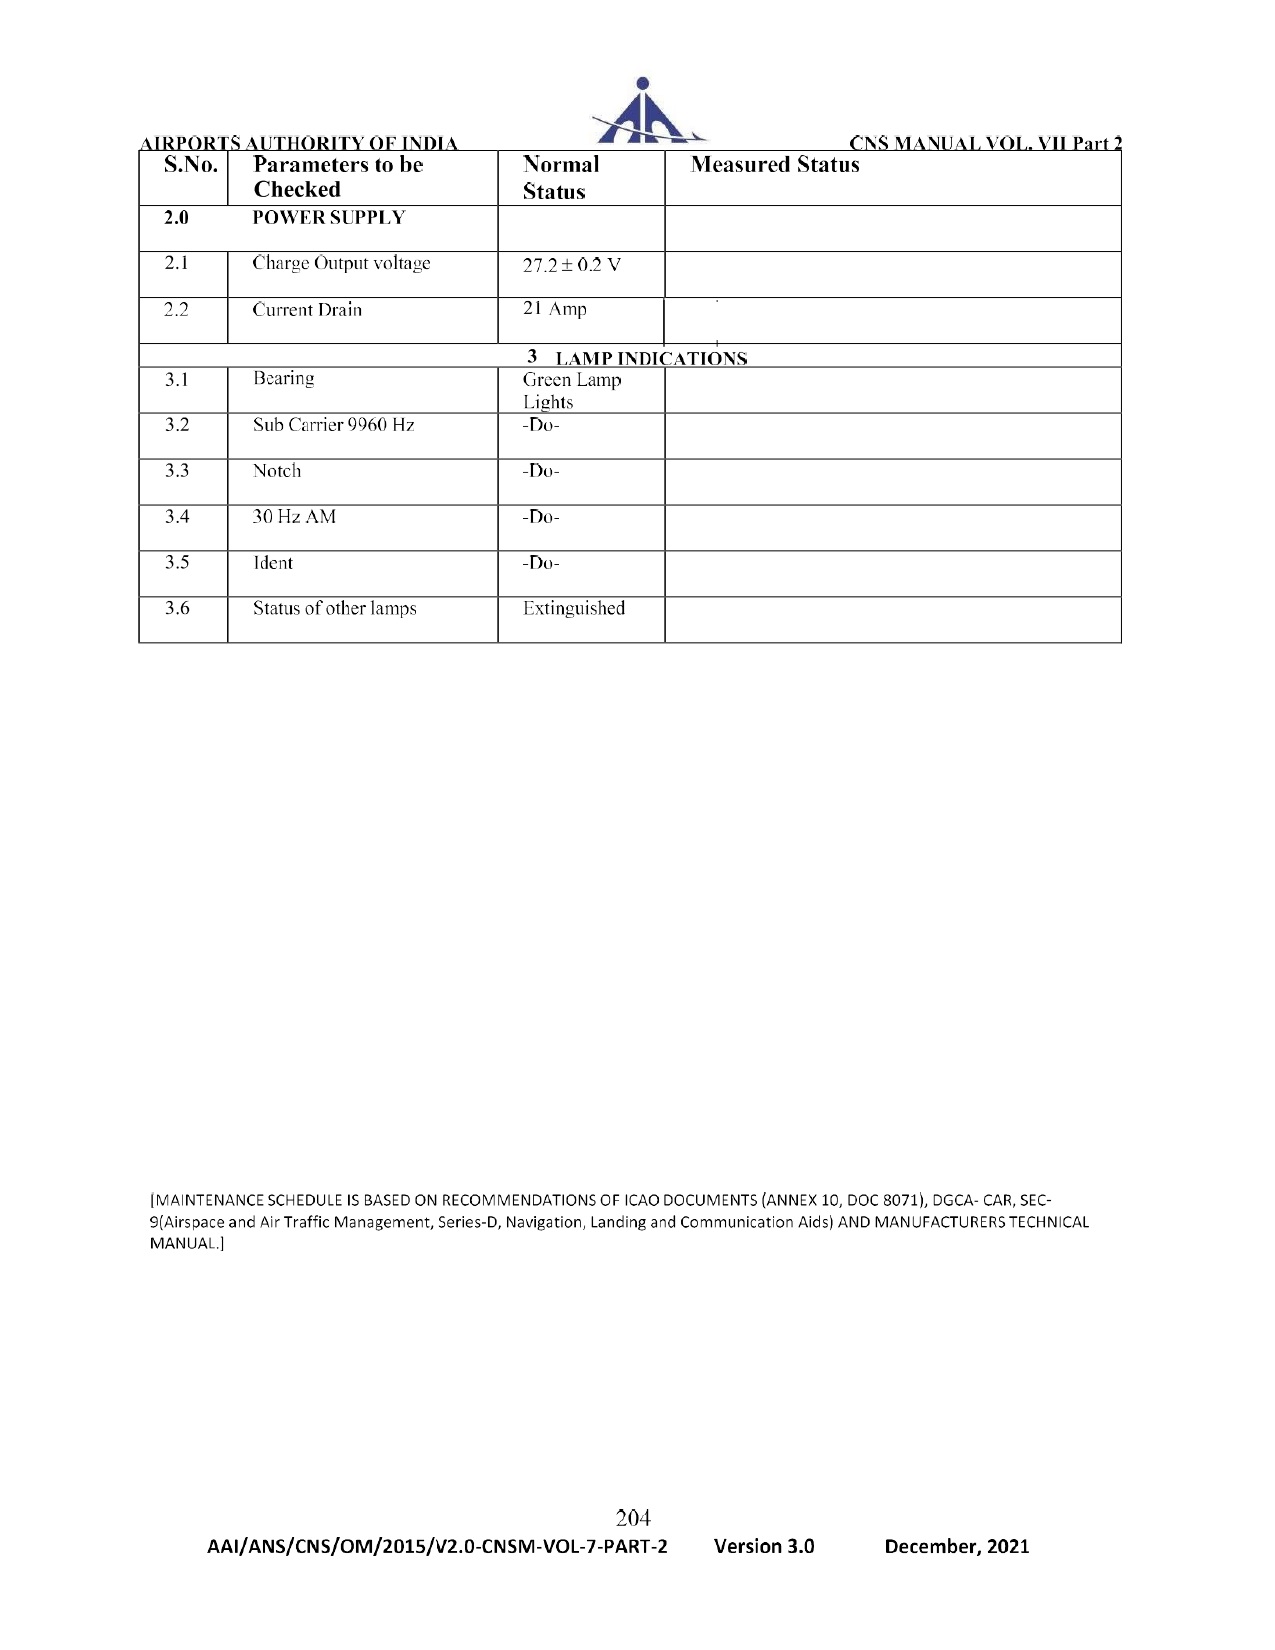 AIRPORTS AUTHORITY OF INDIA CNS MANUAL VOL. VII Part 2
S.No. Parameters to be Checked Normal Status Measured Status
2.0 POWER SUPPLY
2.1 Charge Output voltage 27.2 ± 0.2 V
2.2 Current Drain 21 Amp
3 LAMP INDICATIONS
3.1 Bearing Green Lamp Lights
3.2 Sub Carrier 9960 Hz -Do-
3.3 Notch -Do-
3.4 30 Hz AM -Do-
3.5 Ident -Do-
3.6 Status of other lamps Extinguished
[MAINTENANCE SCHEDULE IS BASED ON RECOMMENDATIONS OF ICAO DOCUMENTS (ANNEX 10, DOC 8071), DGCA- CAR, SEC-
9(Airspace and Air Traffic Management, Series-D, Navigation, Landing and Communication Aids) AND MANUFACTURERS TECHNICAL
MANUAL.]
204
AAI/ANS/CNS/OM/2015/V2.0-CNSM-VOL-7-PART-2 Version 3.0 December, 2021